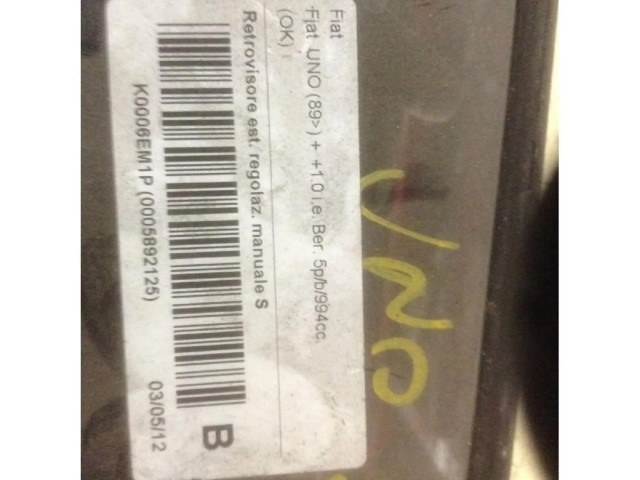 Fiat
-Fiat UNO (89>) + +1.0 i.e. Ber. 5p/b/994cc.
(OK)
Retrovisore est. regolaz. manuale S
B
K0006EM1P (0005892125)
03/05/12
UNO